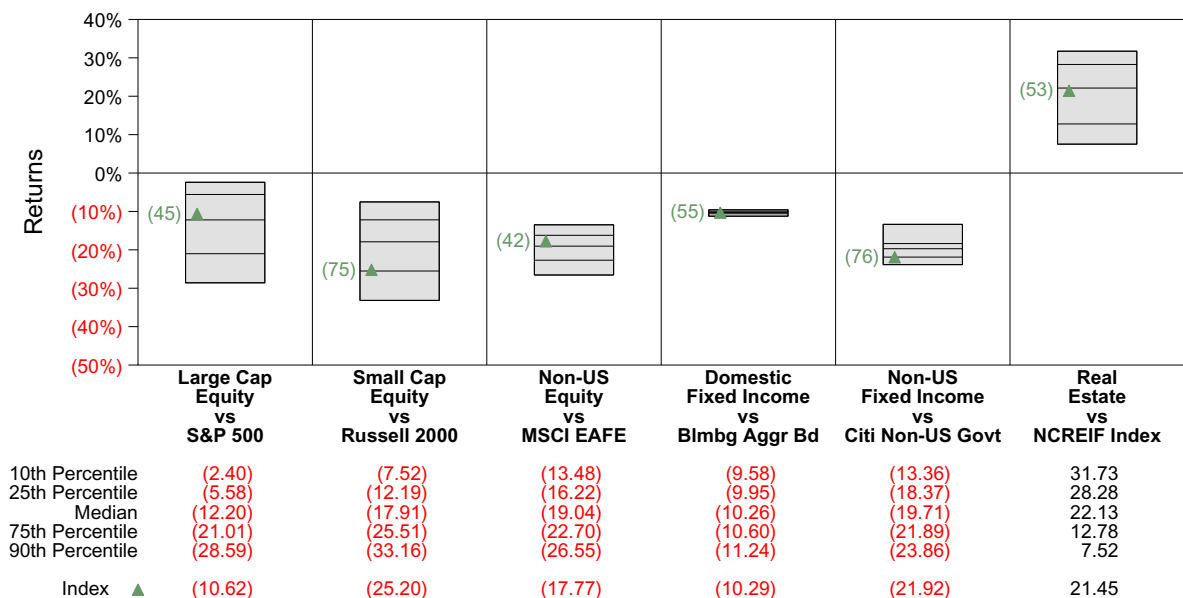 40%
30%
20%
10%
0%
(10%)
(20%)
(30%)
(40%)
(50%)
Returns
(45)
(75)
(42)
(55)
(76)
(53)
Large Cap Equity vs S&P 500
Small Cap Equity vs Russell 2000
Non-US Equity vs MSCI EAFE
Domestic Fixed Income vs Blmbg Aggr Bd
Non-US Fixed Income vs Citi Non-US Govt
Real Estate vs NCREIF Index
10th Percentile (2.40) (7.52) (13.48) (9.58) (13.36) 31.73
25th Percentile (5.58) (12.19) (16.22) (9.95) (18.37) 28.28
Median (12.20) (17.91) (19.04) (10.26) (19.71) 22.13
75th Percentile (21.01) (25.51) (22.70) (10.60) (21.89) 12.78
90th Percentile (28.59) (33.16) (26.55) (11.24) (23.86) 7.52
Index (10.62) (25.20) (17.77) (10.29) (21.92) 21.45